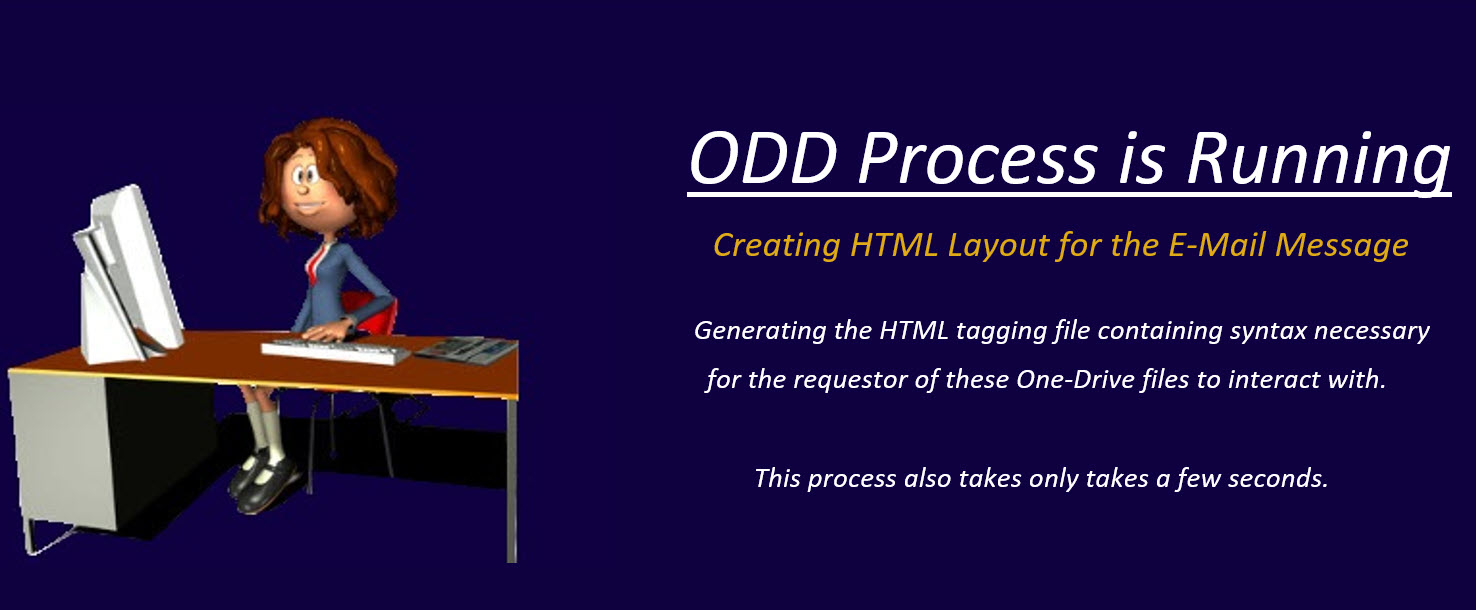 ODD Process is Running
Creating HTML Layout for the E-Mail Message
Generating the HTML tagging file containing syntax necessary
for the requestor of these One-Drive files to interact with.
This process also takes only takes a few seconds.